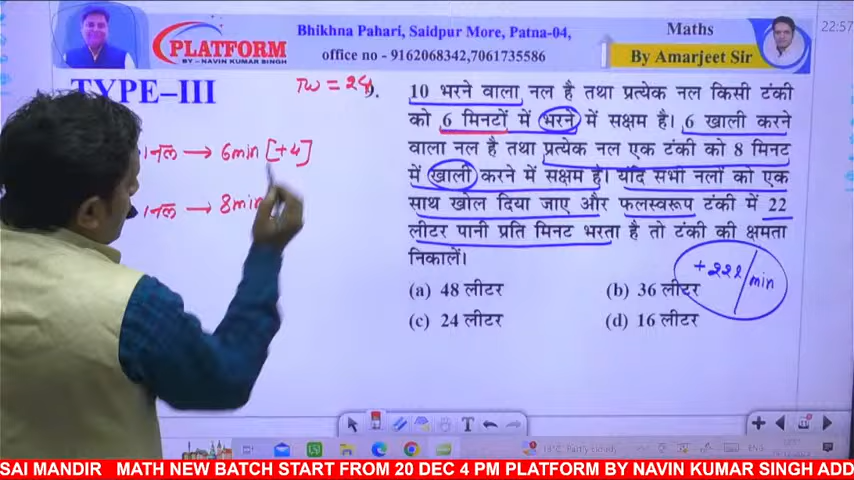 Bhikhna Pahari, Saidpur More, Patna-04,
office no - 9162068342,7061735586
PLATFORM
BY – NAVIN KUMAR SINGH
Maths
By Amarjeet Sir
22:57
TYPE–III
TW = 24
9. 10 भरने वाला नल है तथा प्रत्येक नल किसी टंकी
को 6 मिनटों में भरने में सक्षम है। 6 खाली करने
वाला नल है तथा प्रत्येक नल एक टंकी को 8 मिनट
में खाली करने में सक्षम है। यदि सभी नलों को एक
साथ खोल दिया जाए और फलस्वरूप टंकी में 22
लीटर पानी प्रति मिनट भरता है तो टंकी की क्षमता
निकालें।
(a) 48 लीटर (b) 36 लीटर
(c) 24 लीटर (d) 16 लीटर
1 नल → 6min [+4]
1 नल → 8min
+22l/min
SAI MANDIR MATH NEW BATCH START FROM 20 DEC 4 PM PLATFORM BY NAVIN KUMAR SINGH ADD